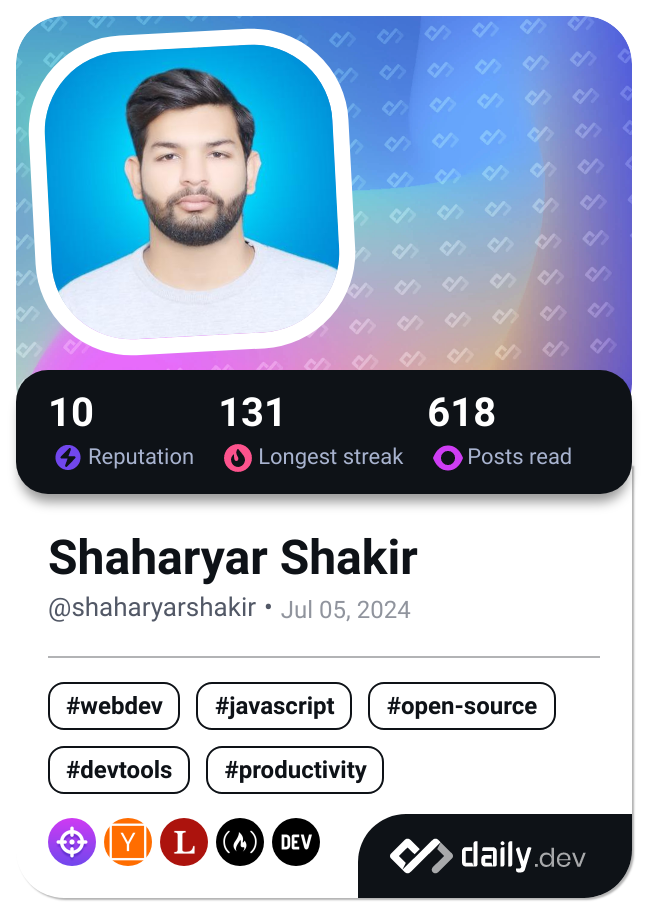 10 131 618
Reputation Longest streak Posts read
Shaharyar Shakir
@shaharyarshakir • Jul 05, 2024
#webdev #javascript #open-source
#devtools #productivity
Y L DEV
daily.dev